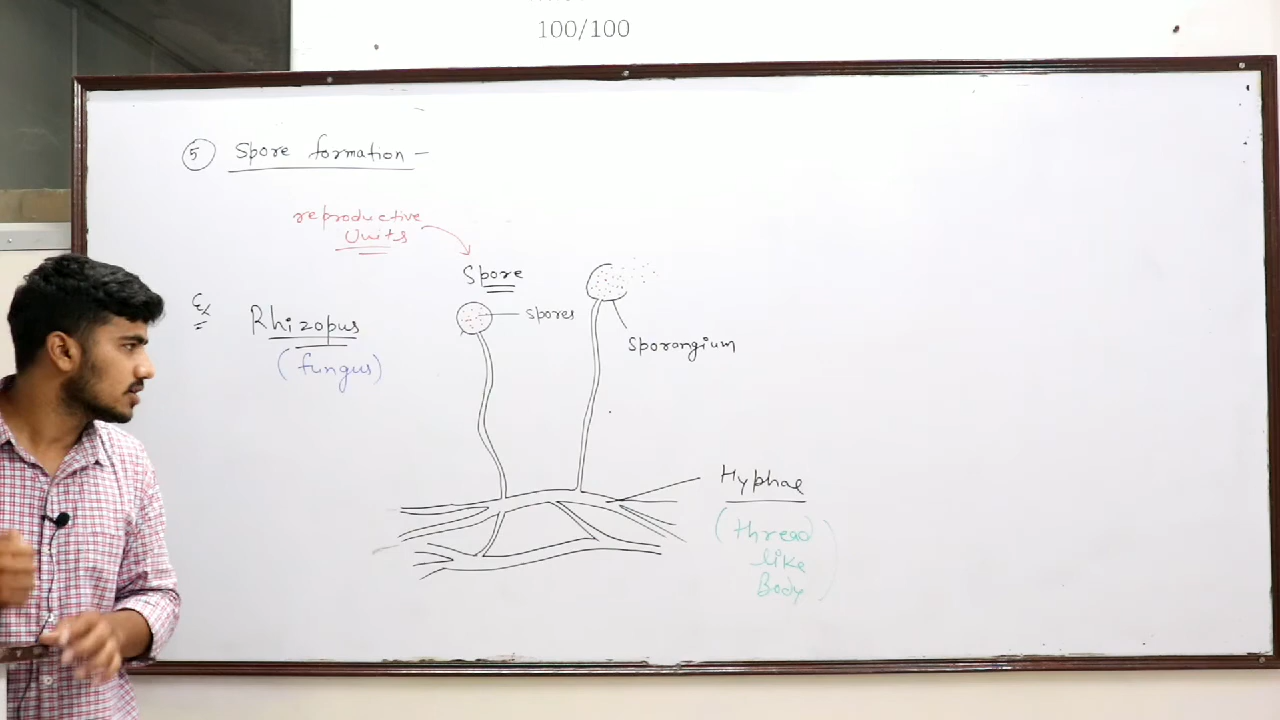 100/100
5 Spore formation -
reproductive
Units
Spore
Ex Rhizopus
(fungus)
spores
Sporangium
Hyphae
(thread
like
Body)